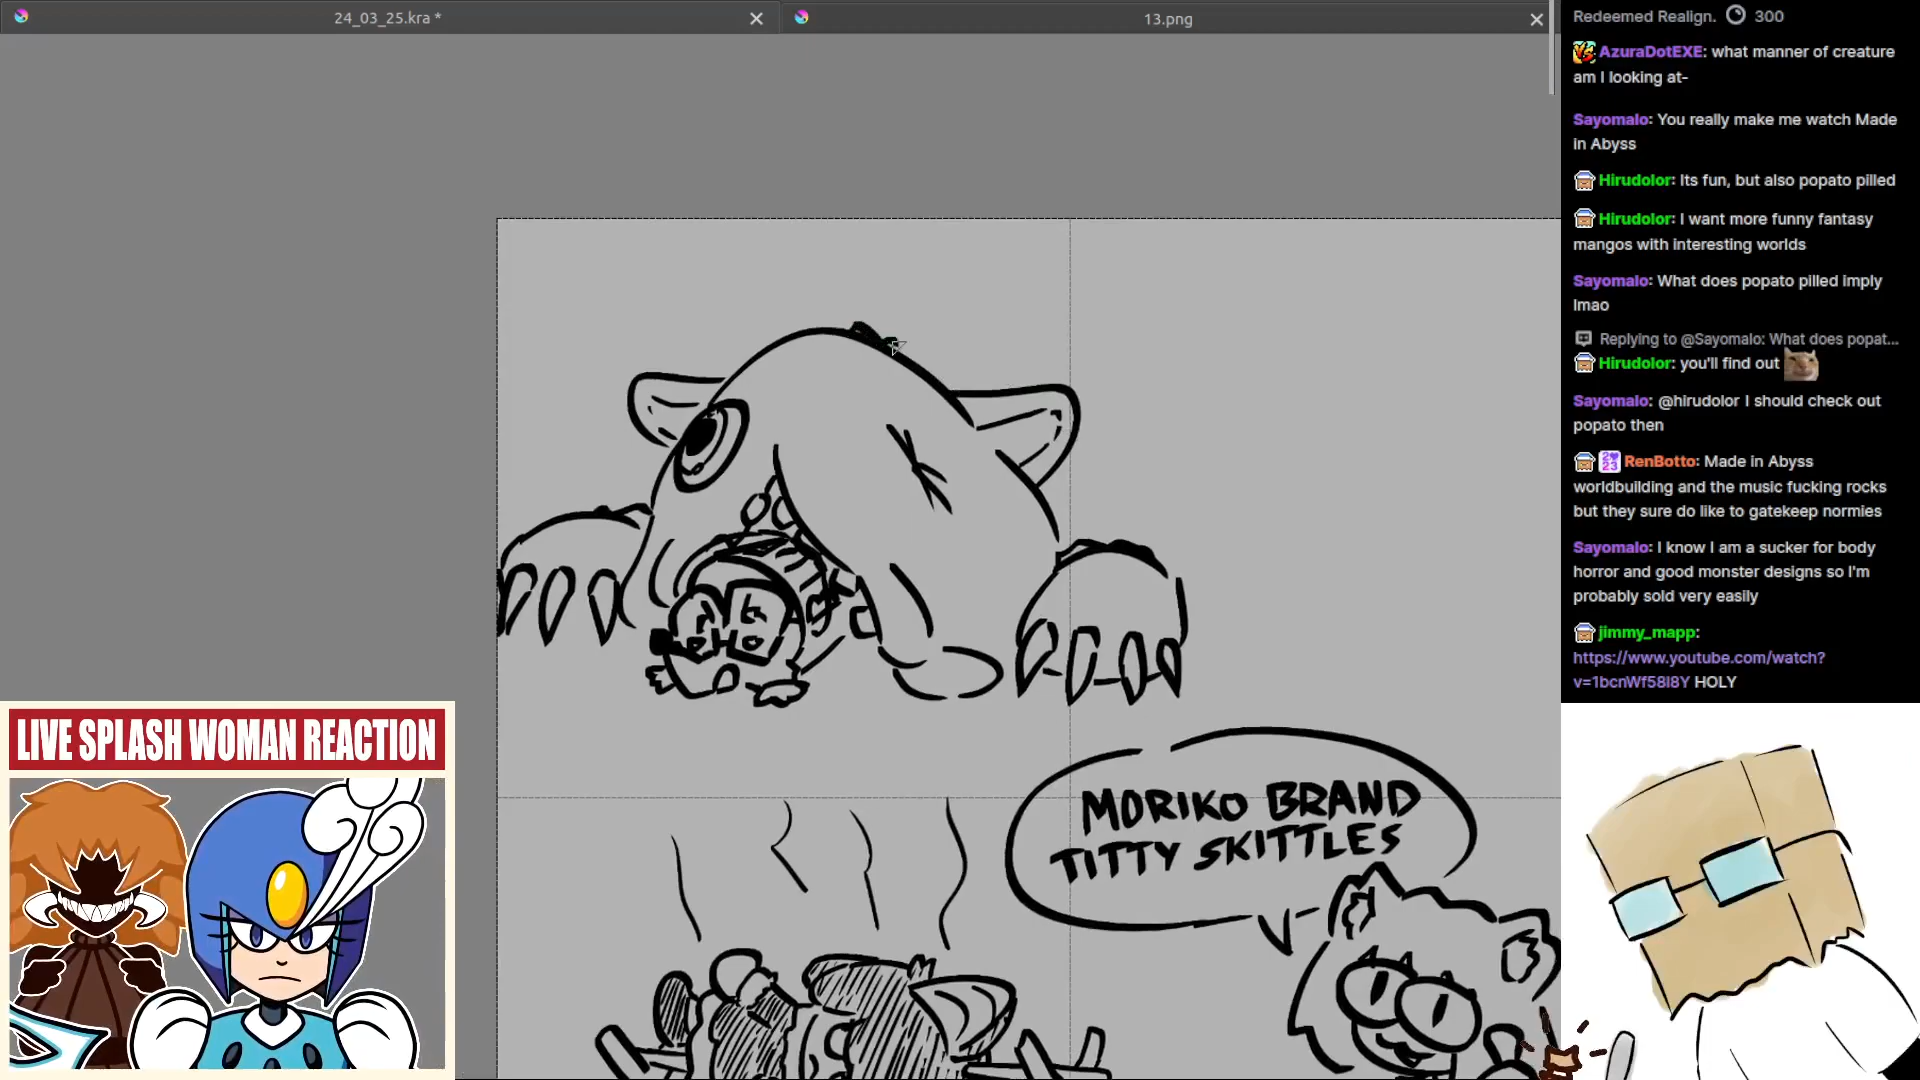 24_03_25.kra *
13.png
Redeemed Realign. 300
AzuraDotEXE: what manner of creature
am I looking at-
Sayomalo: You really make me watch Made
in Abyss
Hirudolor: Its fun, but also popato pilled
Hirudolor: I want more funny fantasy
mangos with interesting worlds
Sayomalo: What does popato pilled imply
lmao
Replying to @Sayomalo: What does popat...
Hirudolor: you'll find out
Sayomalo: @hirudolor I should check out
popato then
RenBotto: Made in Abyss
worldbuilding and the music fucking rocks
but they sure do like to gatekeep normies
Sayomalo: I know I am a sucker for body
horror and good monster designs so I'm
probably sold very easily
jimmy_mapp:
https://www.youtube.com/watch?
v=1bcnWf58I8Y HOLY
MORIKO BRAND
TITTY SKITTLES
LIVE SPLASH WOMAN REACTION